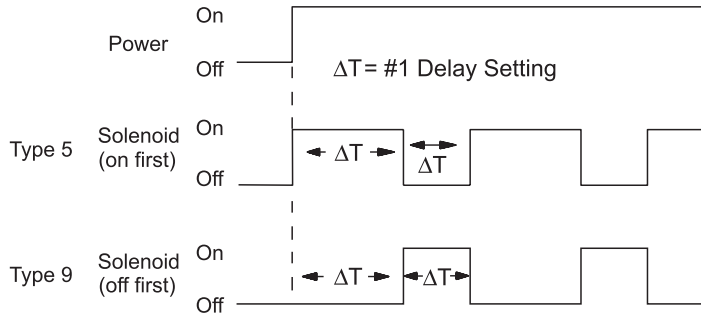 On
Power
Off
ΔT = #1 Delay Setting
Type 5 Solenoid On
(on first)
Off
ΔT ΔT
Type 9 Solenoid On
(off first)
Off
ΔT ΔT